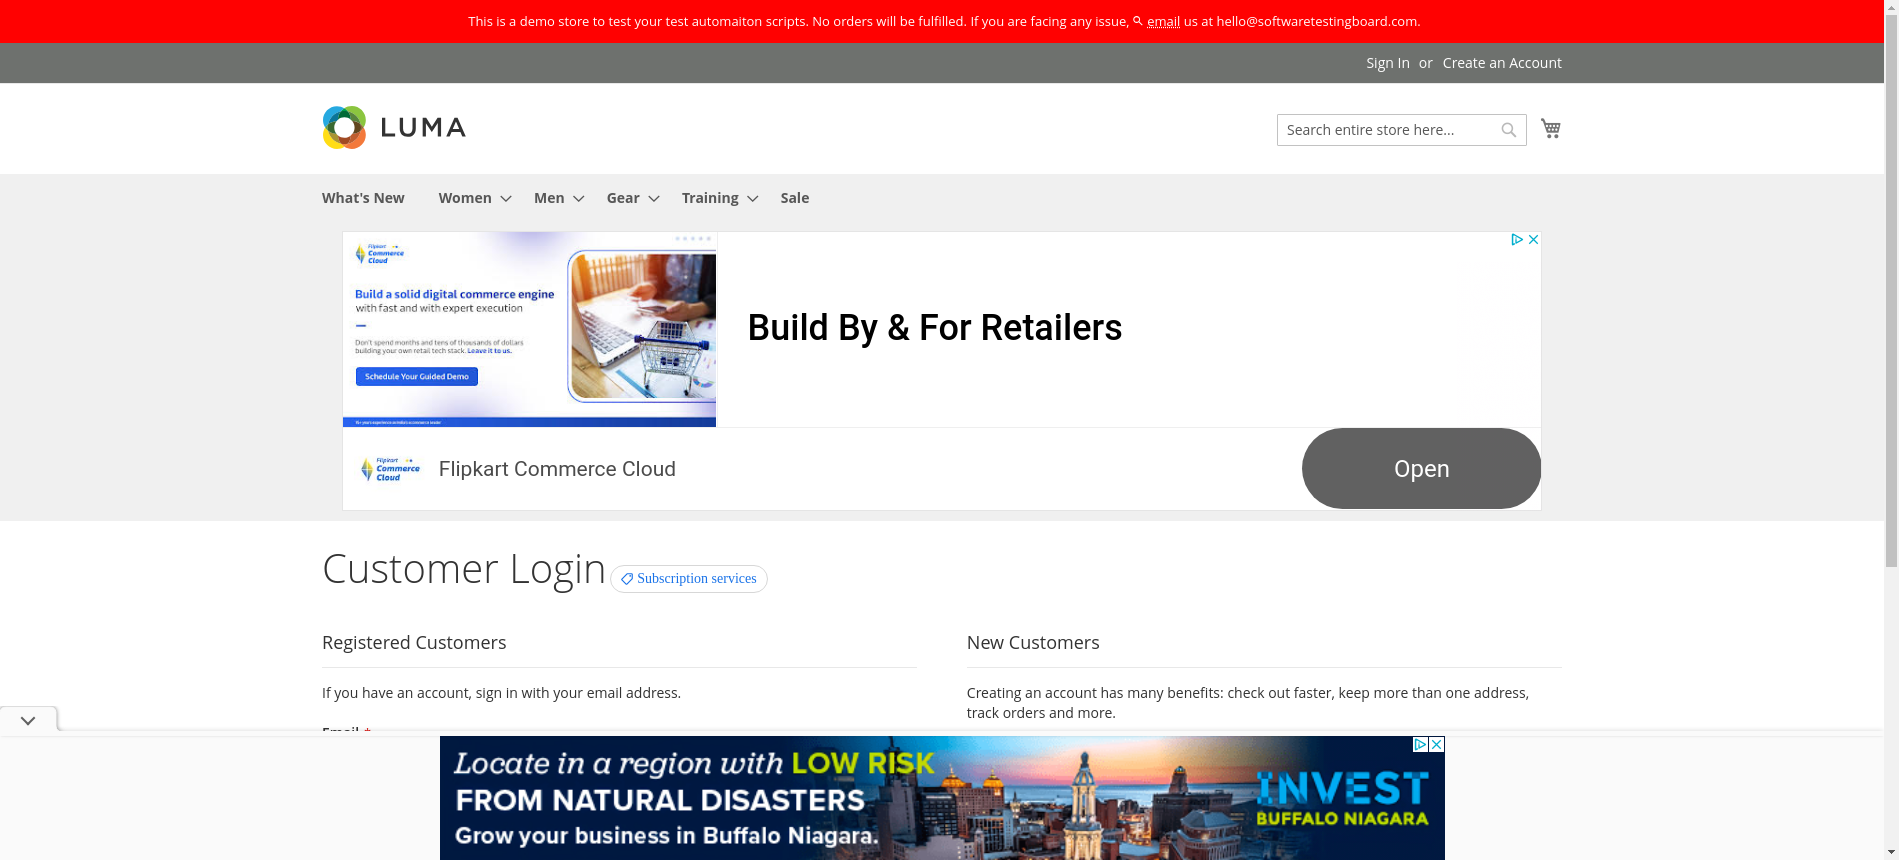 This is a demo store to test your test automaiton scripts. No orders will be fulfilled. If you are facing any issue, email us at hello@softwaretestingboard.com.
Sign In or Create an Account
LUMA
Search entire store here...
What's New Women Men Gear Training Sale
Flipkart
Commerce
Cloud
Build a solid digital commerce engine
with fast and with expert execution
Don't spend months and tens of thousands of dollars
building your own retail tech stack. Leave it to us.
Schedule Your Guided Demo
Build By & For Retailers
Flipkart
Commerce
Cloud
Flipkart Commerce Cloud
Open
Customer Login
Subscription services
Registered Customers
If you have an account, sign in with your email address.
Email *
New Customers
Creating an account has many benefits: check out faster, keep more than one address,
track orders and more.
Locate in a region with LOW RISK
FROM NATURAL DISASTERS
Grow your business in Buffalo Niagara.
INVEST
BUFFALO NIAGARA